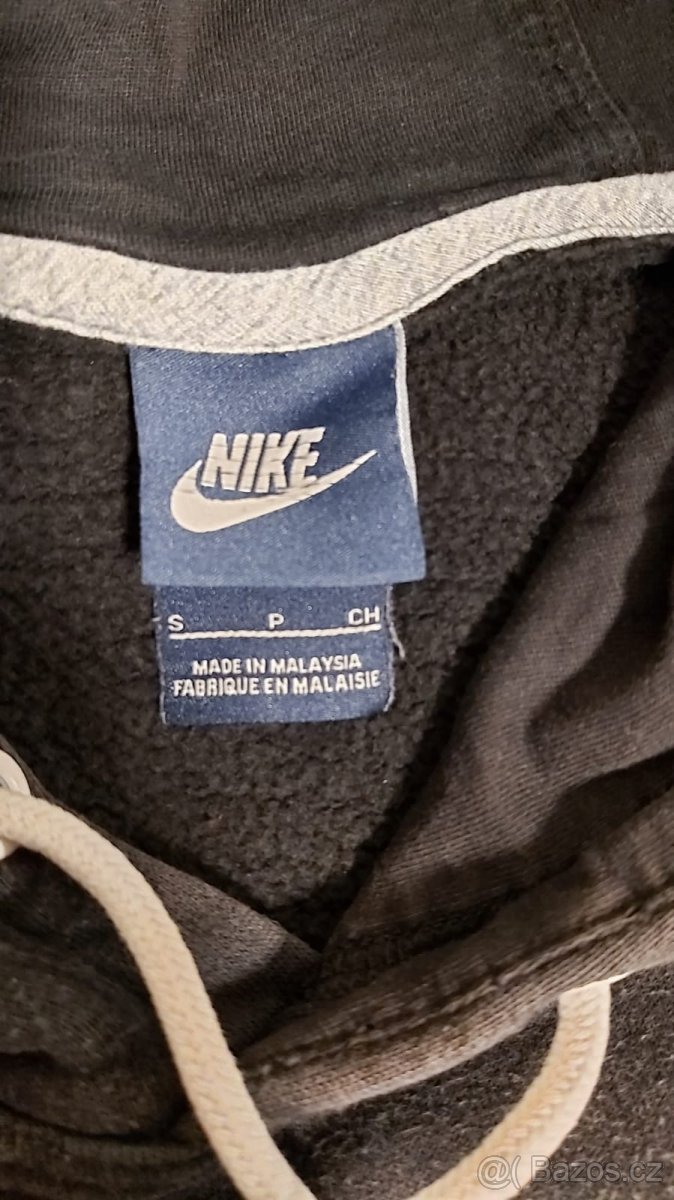 NIKE
S P CH
MADE IN MALAYSIA
FABRIQUE EN MALAISIE
@( Bazos.cz